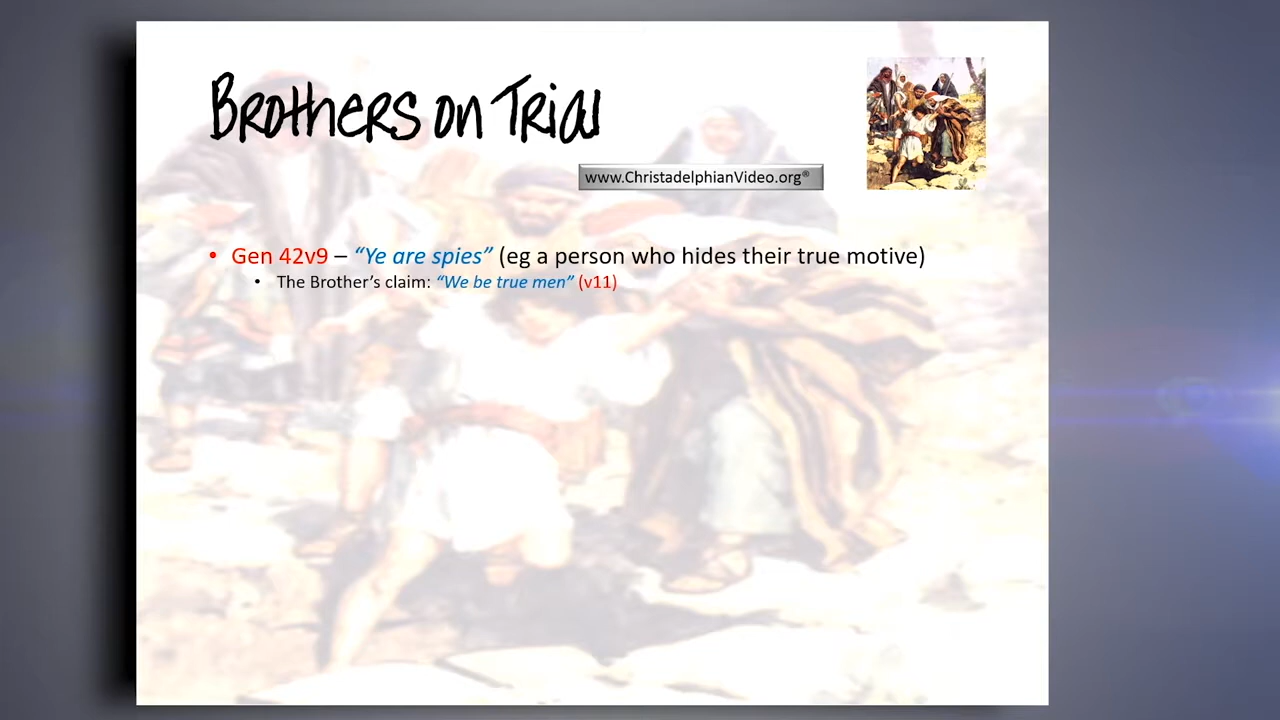 Brothers on Trial
www.ChristadelphianVideo.org®
• Gen 42v9 – “Ye are spies” (eg a person who hides their true motive)
• The Brother’s claim: “We be true men” (v11)